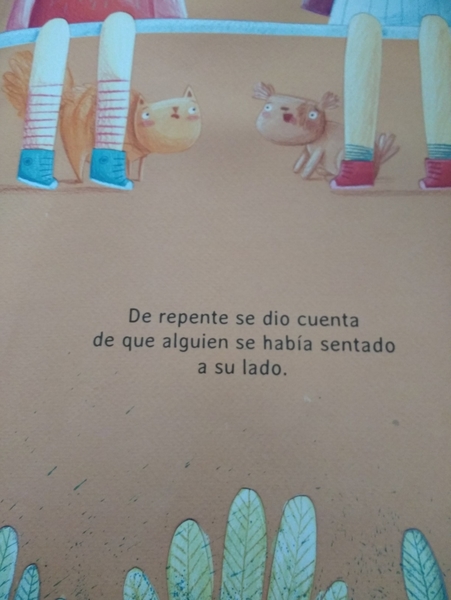 De repente se dio cuenta
de que alguien se había sentado
a su lado.